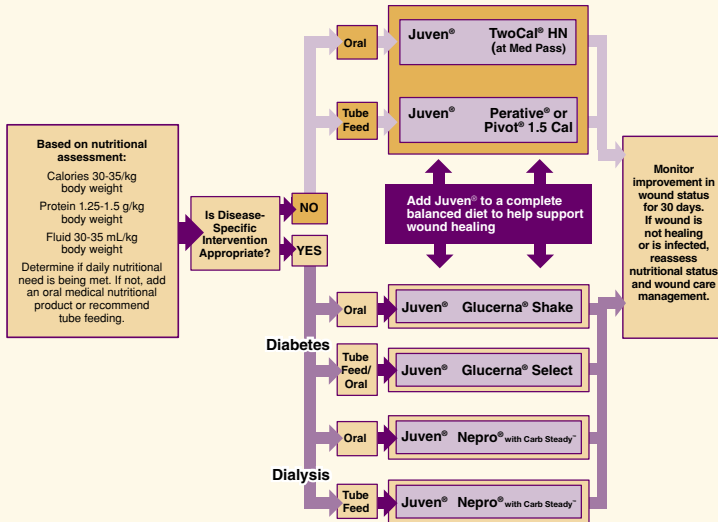 Based on nutritional
assessment:
Calories 30-35/kg
body weight
Protein 1.25-1.5 g/kg
body weight
Fluid 30-35 mL/kg
body weight
Determine if daily nutritional
need is being met. If not, add
an oral medical nutritional
product or recommend
tube feeding.
Is Disease-
Specific
Intervention
Appropriate?
NO
YES
Oral
Juven® TwoCal® HN
(at Med Pass)
Tube
Feed
Juven® Perative® or
Pivot® 1.5 Cal
Add Juven® to a complete
balanced diet to help support
wound healing
Diabetes
Oral
Juven® Glucerna® Shake
Tube
Feed/
Oral
Juven® Glucerna® Select
Dialysis
Oral
Juven® Nepro® with Carb Steady™
Tube
Feed
Juven® Nepro® with Carb Steady™
Monitor
improvement in
wound status
for 30 days.
If wound is
not healing
or is infected,
reassess
nutritional status
and wound care
management.